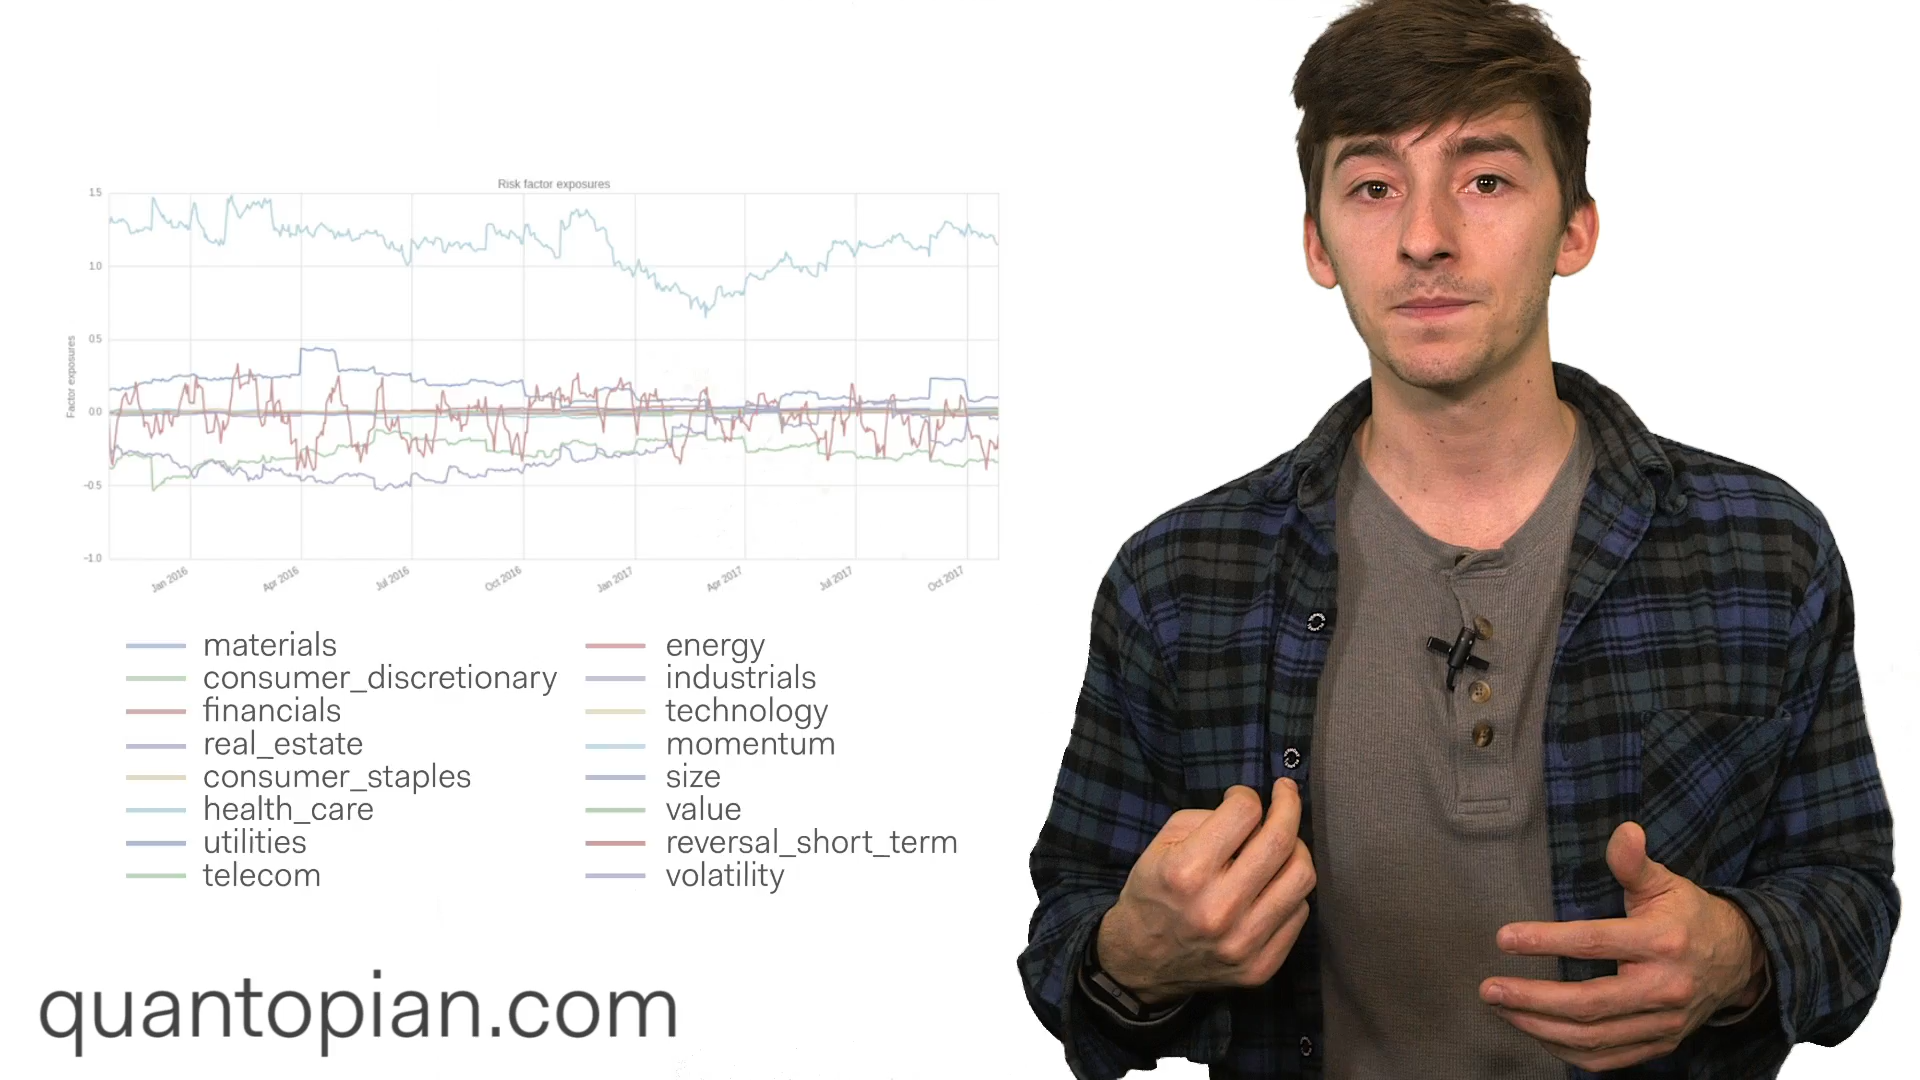 Risk factor exposures
1.5
1.0
0.5
0.0
−0.5
−1.0
Factor exposures
Jan 2016
Apr 2016
Jul 2016
Oct 2016
Jan 2017
Apr 2017
Jul 2017
Oct 2017
materials
consumer_discretionary
financials
real_estate
consumer_staples
health_care
utilities
telecom
energy
industrials
technology
momentum
size
value
reversal_short_term
volatility
quantopian.com